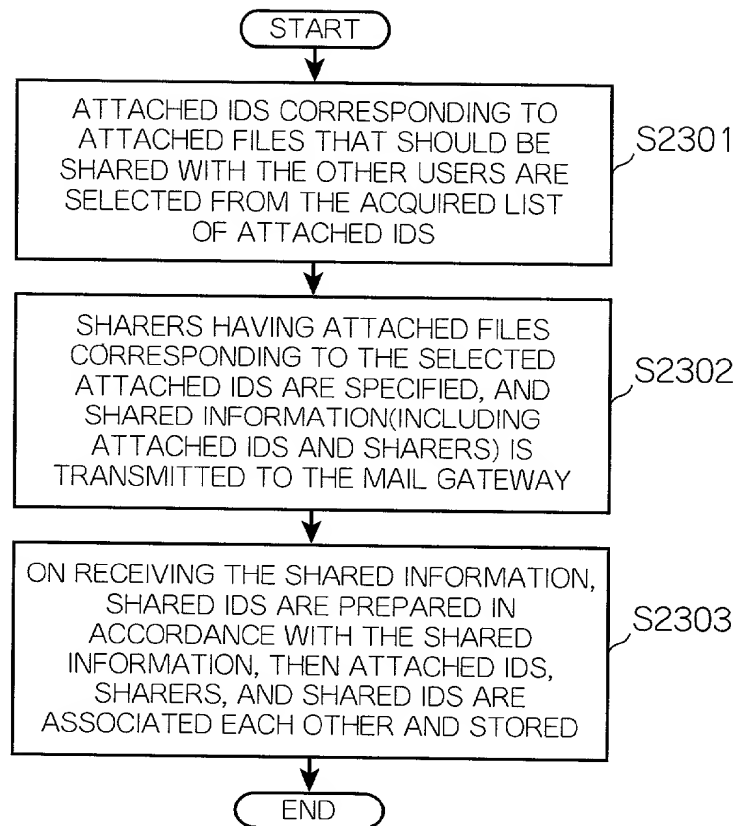 START
ATTACHED IDS CORRESPONDING TO
ATTACHED FILES THAT SHOULD BE
SHARED WITH THE OTHER USERS ARE
SELECTED FROM THE ACQUIRED LIST
OF ATTACHED IDS
S2301
SHARERS HAVING ATTACHED FILES
CORRESPONDING TO THE SELECTED
ATTACHED IDS ARE SPECIFIED, AND
SHARED INFORMATION(INCLUDING
ATTACHED IDS AND SHARERS) IS
TRANSMITTED TO THE MAIL GATEWAY
S2302
ON RECEIVING THE SHARED INFORMATION,
SHARED IDS ARE PREPARED IN
ACCORDANCE WITH THE SHARED
INFORMATION, THEN ATTACHED IDS,
SHARERS, AND SHARED IDS ARE
ASSOCIATED EACH OTHER AND STORED
S2303
END